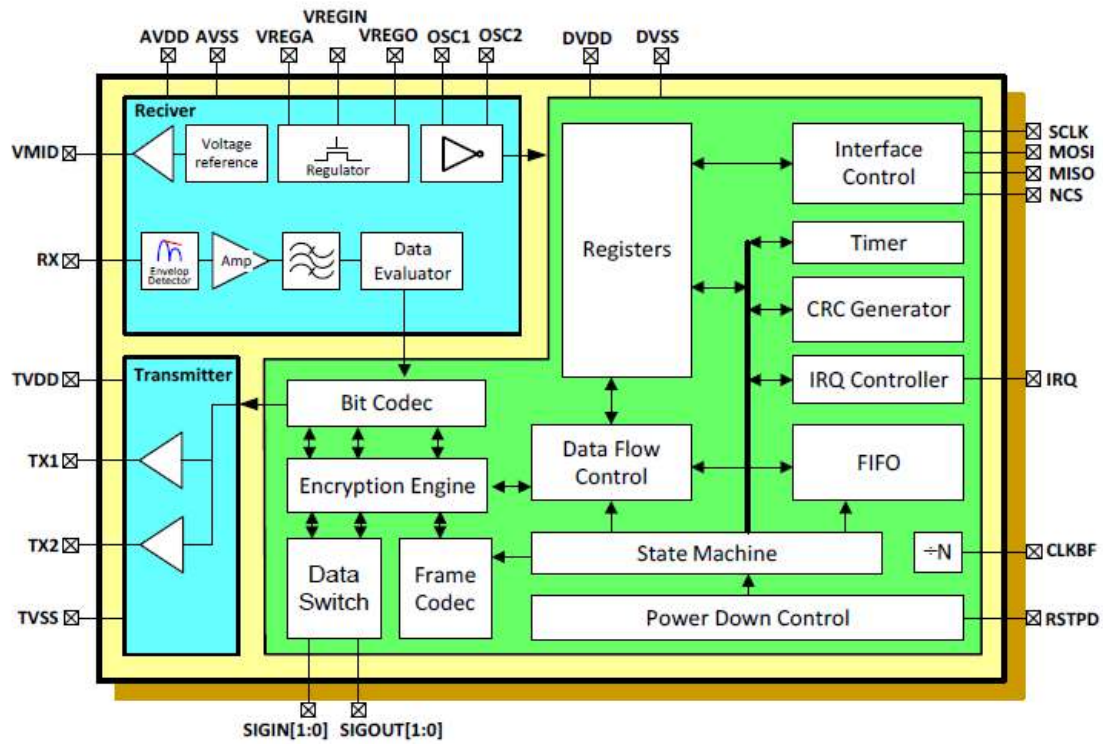 VREGIN
AVDD AVSS VREGA VREGO OSC1 OSC2 DVDD DVSS
Reciver
VMID
Voltage
reference
Regulator
Interface
Control
SCLK
MOSI
MISO
NCS
RX
Envelop
Detector
Amp
Data
Evaluator
Registers
Timer
CRC Generator
IRQ Controller
IRQ
TVDD
Transmitter
Bit Codec
TX1
Encryption Engine
Data Flow
Control
FIFO
TX2
Data
Switch
Frame
Codec
State Machine
÷N
CLKBF
TVSS
Power Down Control
RSTPD
SIGIN[1:0] SIGOUT[1:0]